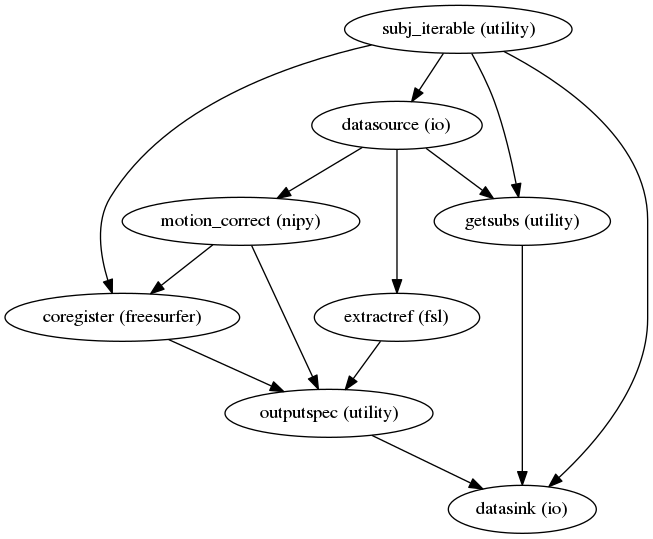 subj_iterable (utility)
datasource (io)
motion_correct (nipy)
getsubs (utility)
coregister (freesurfer)
extractref (fsl)
outputspec (utility)
datasink (io)